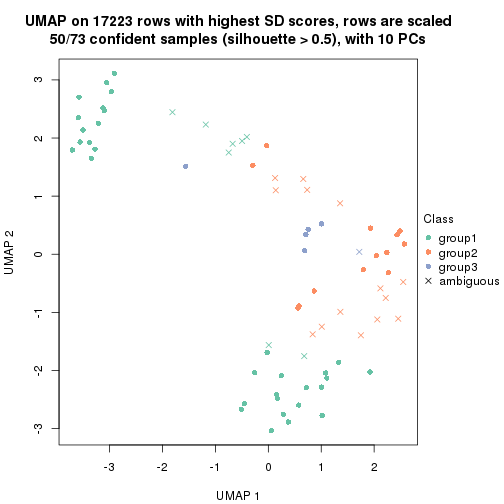 UMAP on 17223 rows with highest SD scores, rows are scaled
50/73 confident samples (silhouette > 0.5), with 10 PCs
3
2
1
0
-1
-2
-3
UMAP 2
-3 -2 -1 0 1 2
UMAP 1
Class
group1
group2
group3
ambiguous